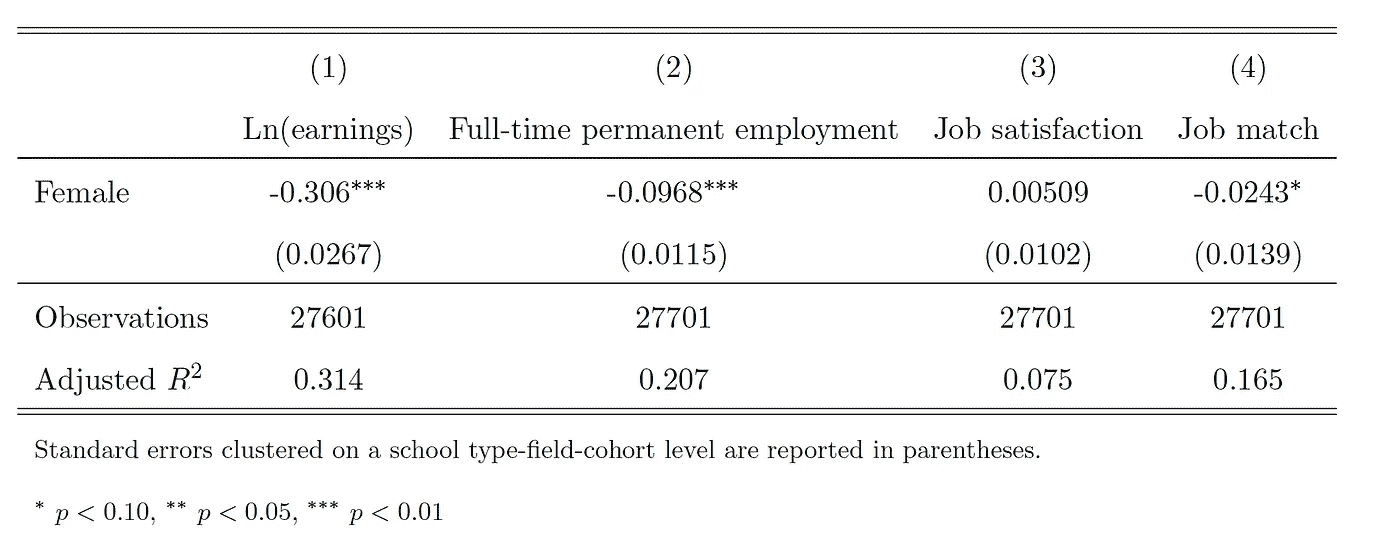 (1) (2) (3) (4)
Ln(earnings) Full-time permanent employment Job satisfaction Job match
Female -0.306*** -0.0968*** 0.00509 -0.0243*
(0.0267) (0.0115) (0.0102) (0.0139)
Observations 27601 27701 27701 27701
Adjusted R² 0.314 0.207 0.075 0.165
Standard errors clustered on a school type-field-cohort level are reported in parentheses.
* p < 0.10, ** p < 0.05, *** p < 0.01